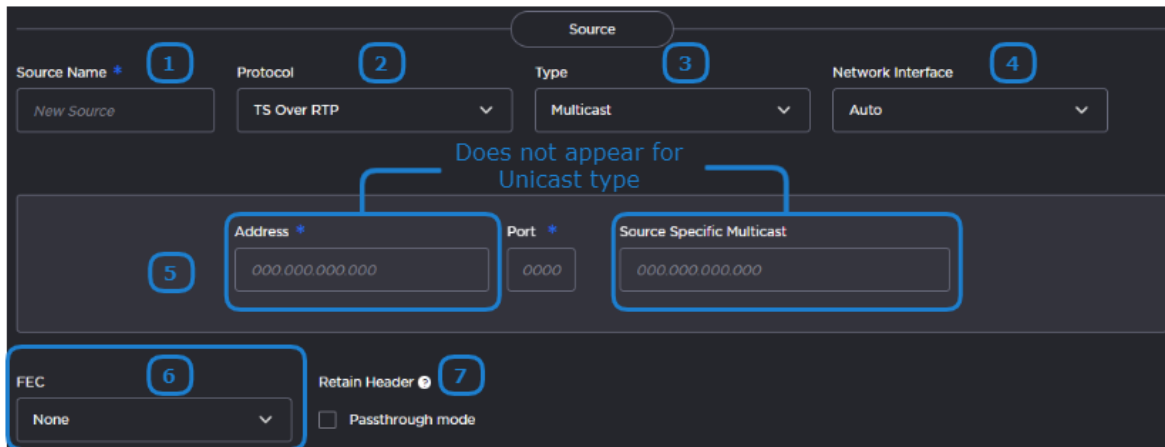 Source
Source Name * 1 Protocol 2 Type 3 Network Interface 4
New Source TS Over RTP Multicast Auto
Does not appear for
Unicast type
Address * Port * Source Specific Multicast
5 000.000.000.000 0000 000.000.000.000
FEC 6 Retain Header ? 7
None Passthrough mode